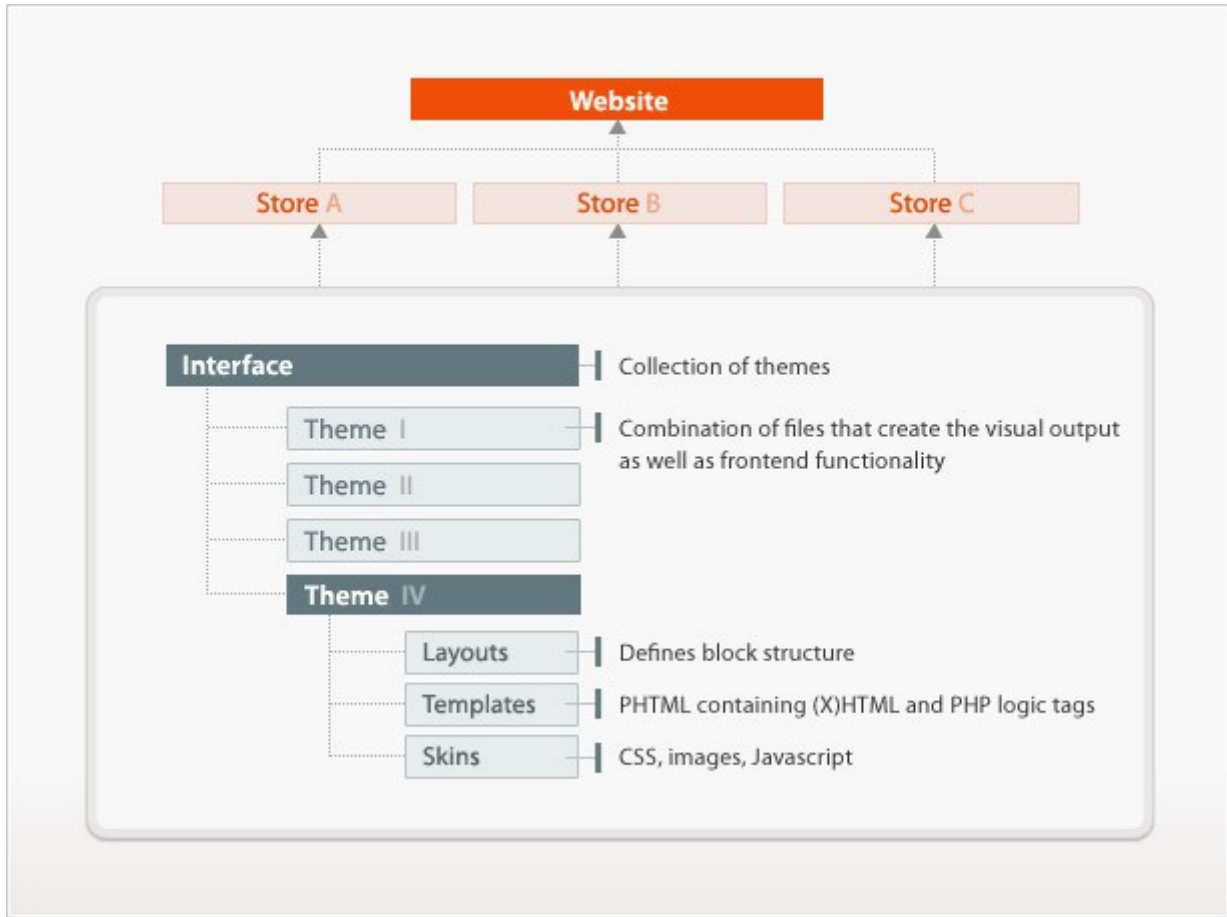 Website
Store A
Store B
Store C
Interface
Collection of themes
Theme I
Combination of files that create the visual output
as well as frontend functionality
Theme II
Theme III
Theme IV
Layouts
Defines block structure
Templates
PHTML containing (X)HTML and PHP logic tags
Skins
CSS, images, Javascript